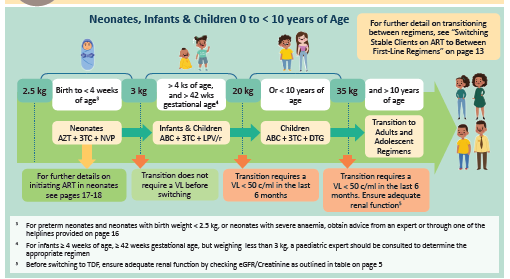 Neonates, Infants & Children 0 to < 10 years of Age
For further detail on transitioning
between regimens, see “Switching
Stable Clients on ART to Between
First-Line Regimens” on page 13
2.5 kg
Birth to < 4 weeks
of age³
3 kg
> 4 ks of age,
and > 42 wks
gestational age⁴
20 kg
Or < 10 years of
age
35 kg
and > 10 years
of age
Neonates
AZT + 3TC + NVP
Infants & Children
ABC + 3TC + LPV/r
Children
ABC + 3TC + DTG
Transition to
Adults and
Adolescent
Regimens
For further details on
initiating ART in neonates
see pages 17-18
Transition does not
require a VL before
switching
Transition requires a
VL < 50 c/ml in the last
6 months
Transition requires a
VL < 50 c/ml in the last 6
months. Ensure adequate
renal function⁵
³ For preterm neonates and neonates with birth weight < 2.5 kg, or neonates with severe anaemia, obtain advice from an expert or through one of the
helplines provided on page 16
⁴ For infants ≥ 4 weeks of age, ≥ 42 weeks gestational age, but weighing less than 3 kg, a paediatric expert should be consulted to determine the
appropriate regimen
⁵ Before switching to TDF, ensure adequate renal function by checking eGFR/Creatinine as outlined in table on page 5